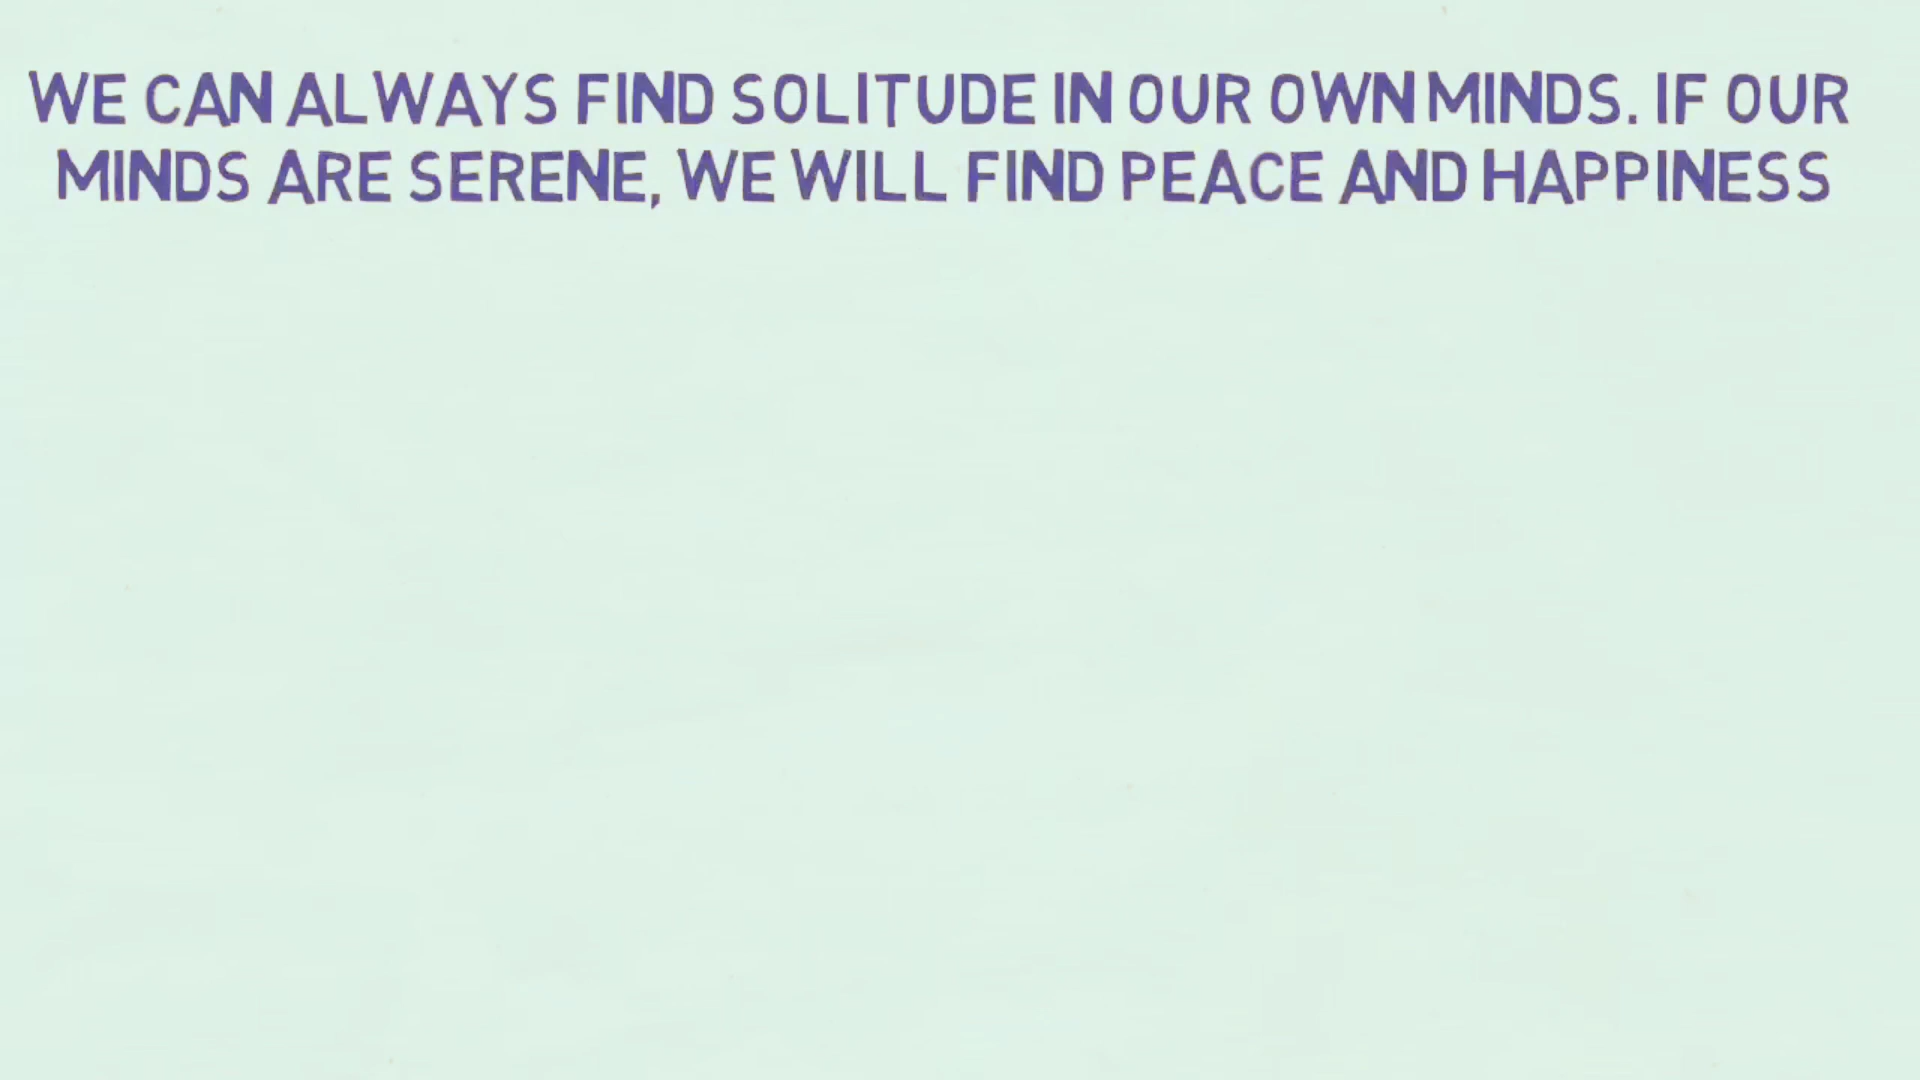 WE CAN ALWAYS FIND SOLITUDE IN OUR OWN MINDS. IF OUR
MINDS ARE SERENE, WE WILL FIND PEACE AND HAPPINESS